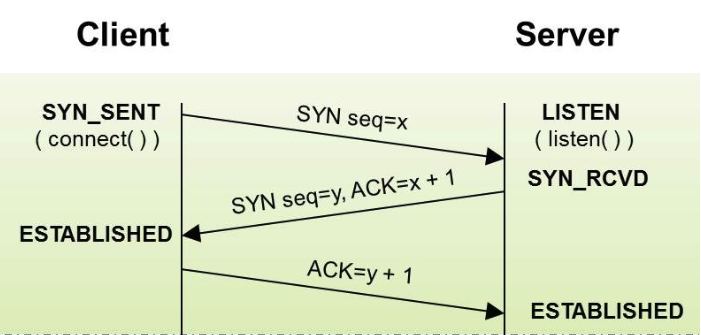 Client
Server
SYN_SENT
( connect( ) )
SYN seq=x
LISTEN
( listen( ) )
SYN_RCVD
SYN seq=y, ACK=x + 1
ESTABLISHED
ACK=y + 1
ESTABLISHED